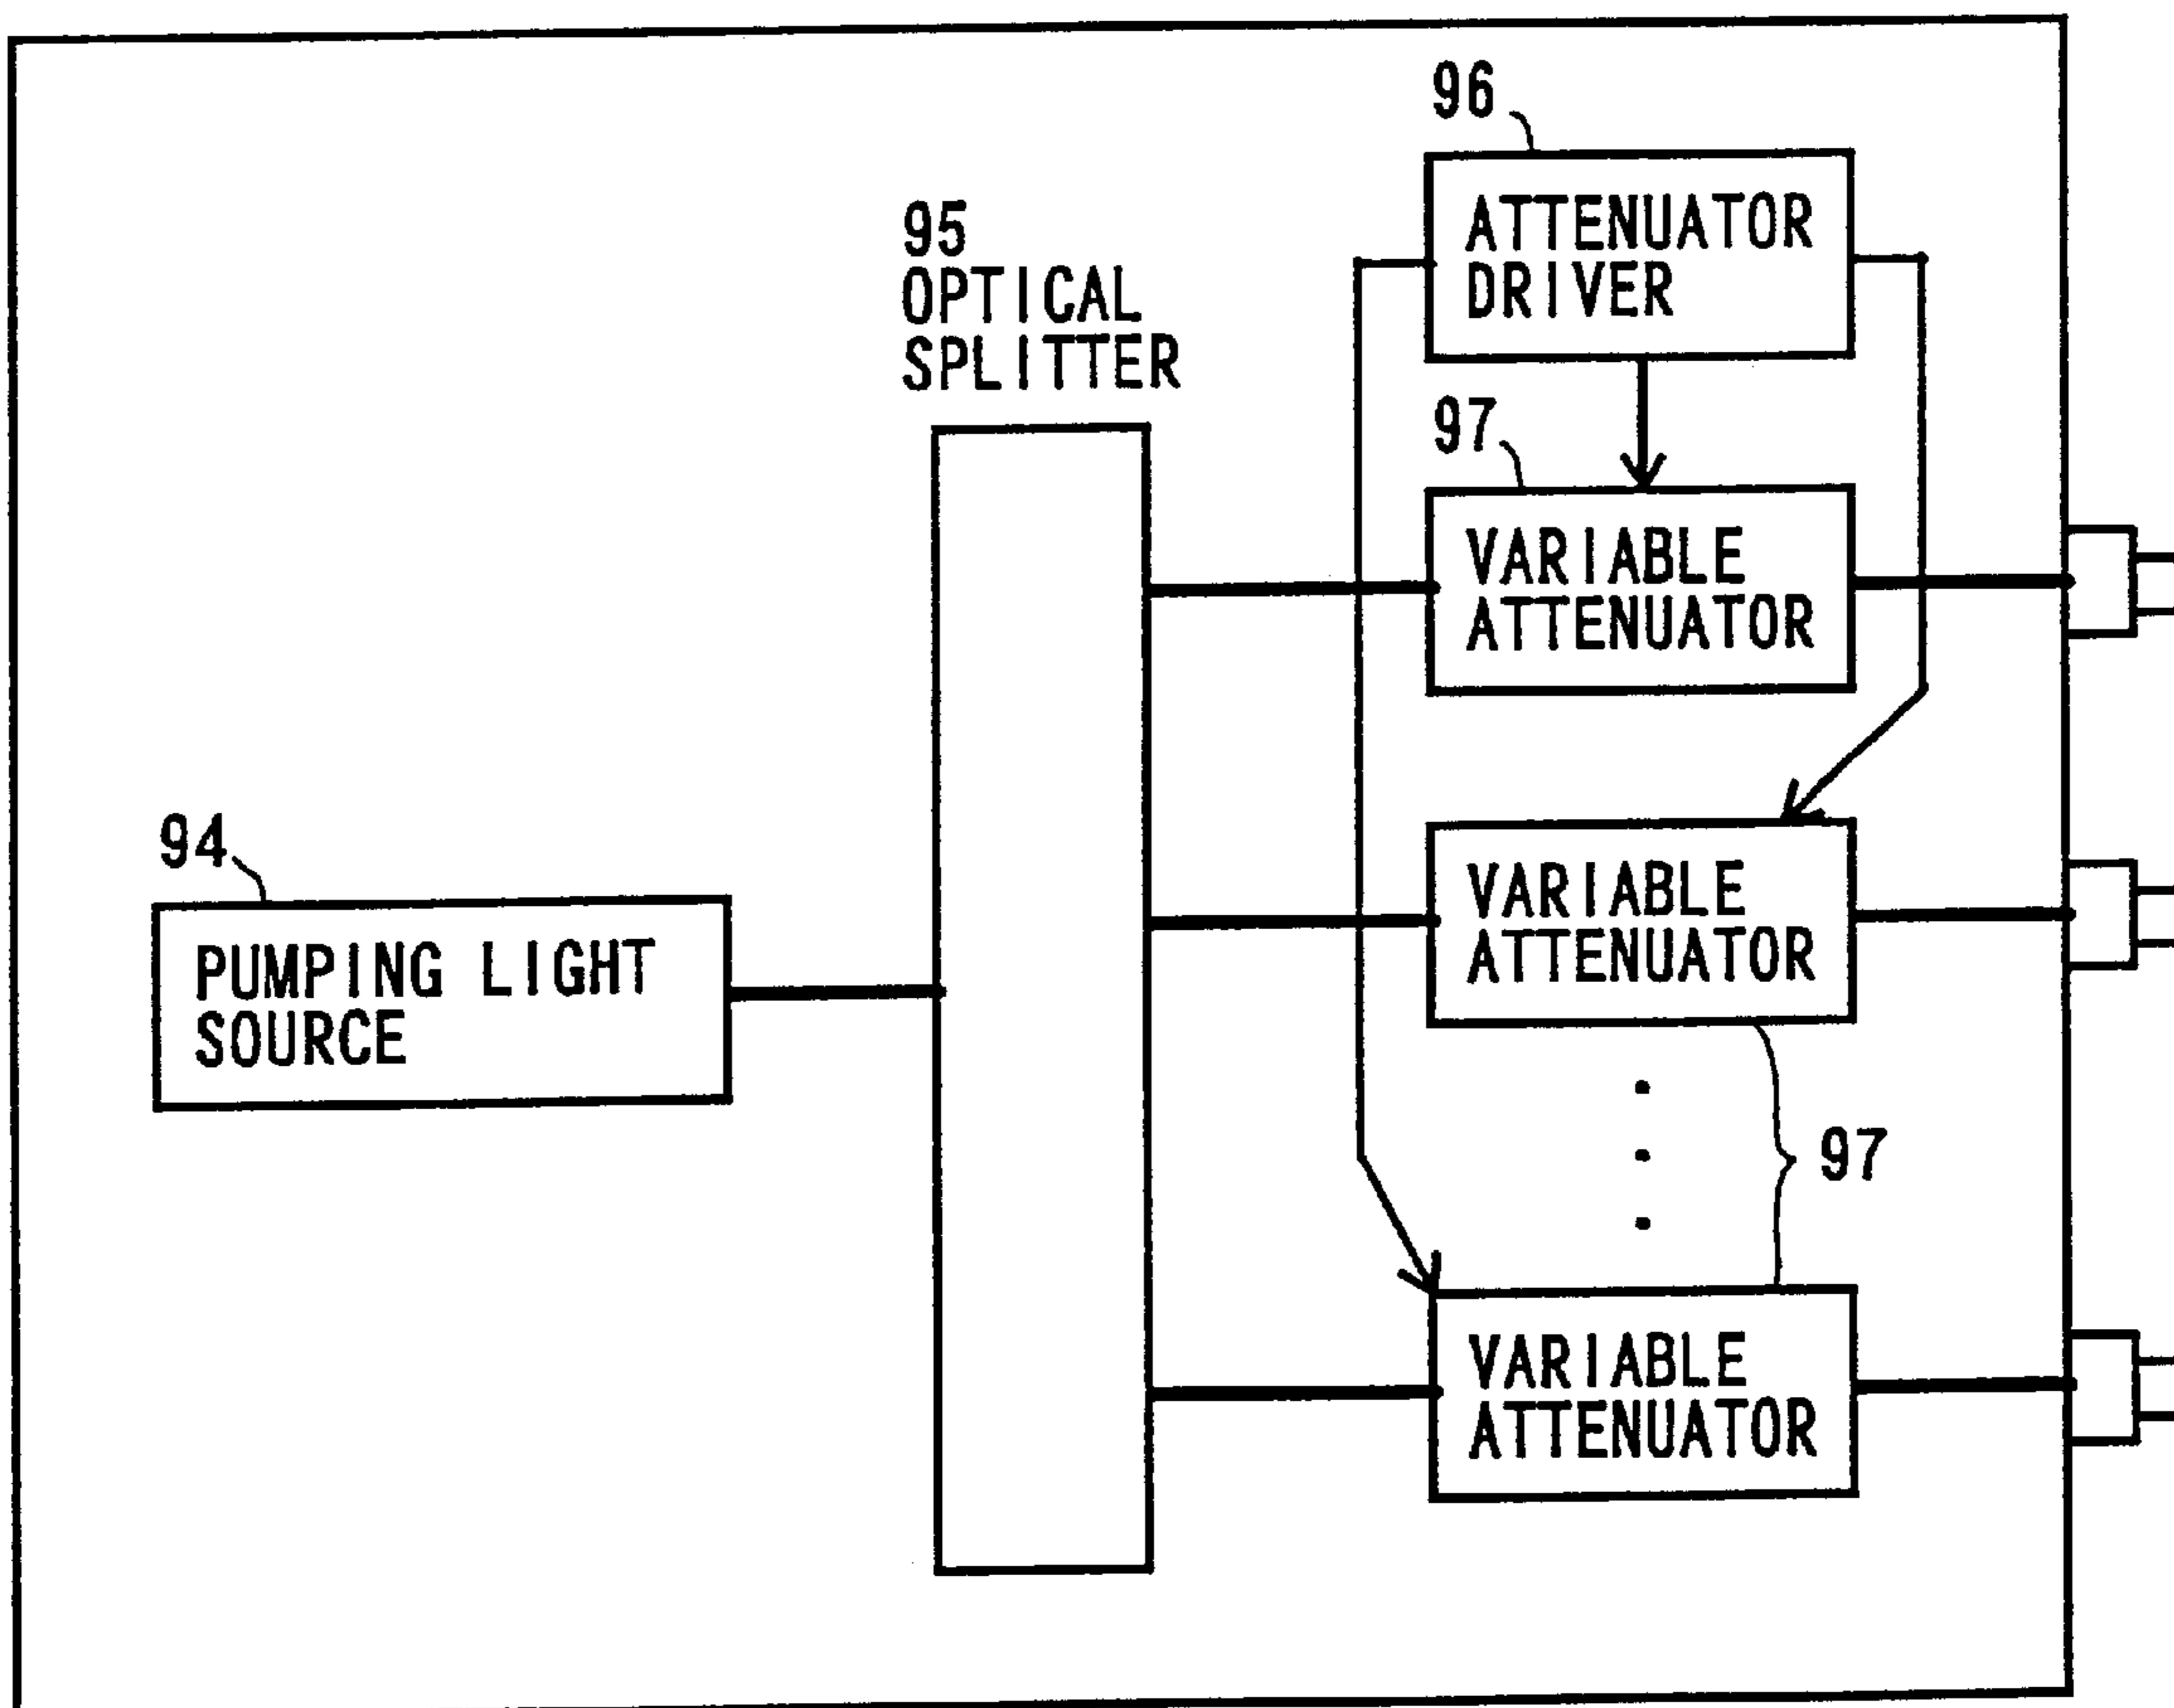 96
ATTENUATOR
DRIVER
95
OPTICAL
SPLITTER
97
VARIABLE
ATTENUATOR
94
PUMPING LIGHT
SOURCE
VARIABLE
ATTENUATOR
97
VARIABLE
ATTENUATOR